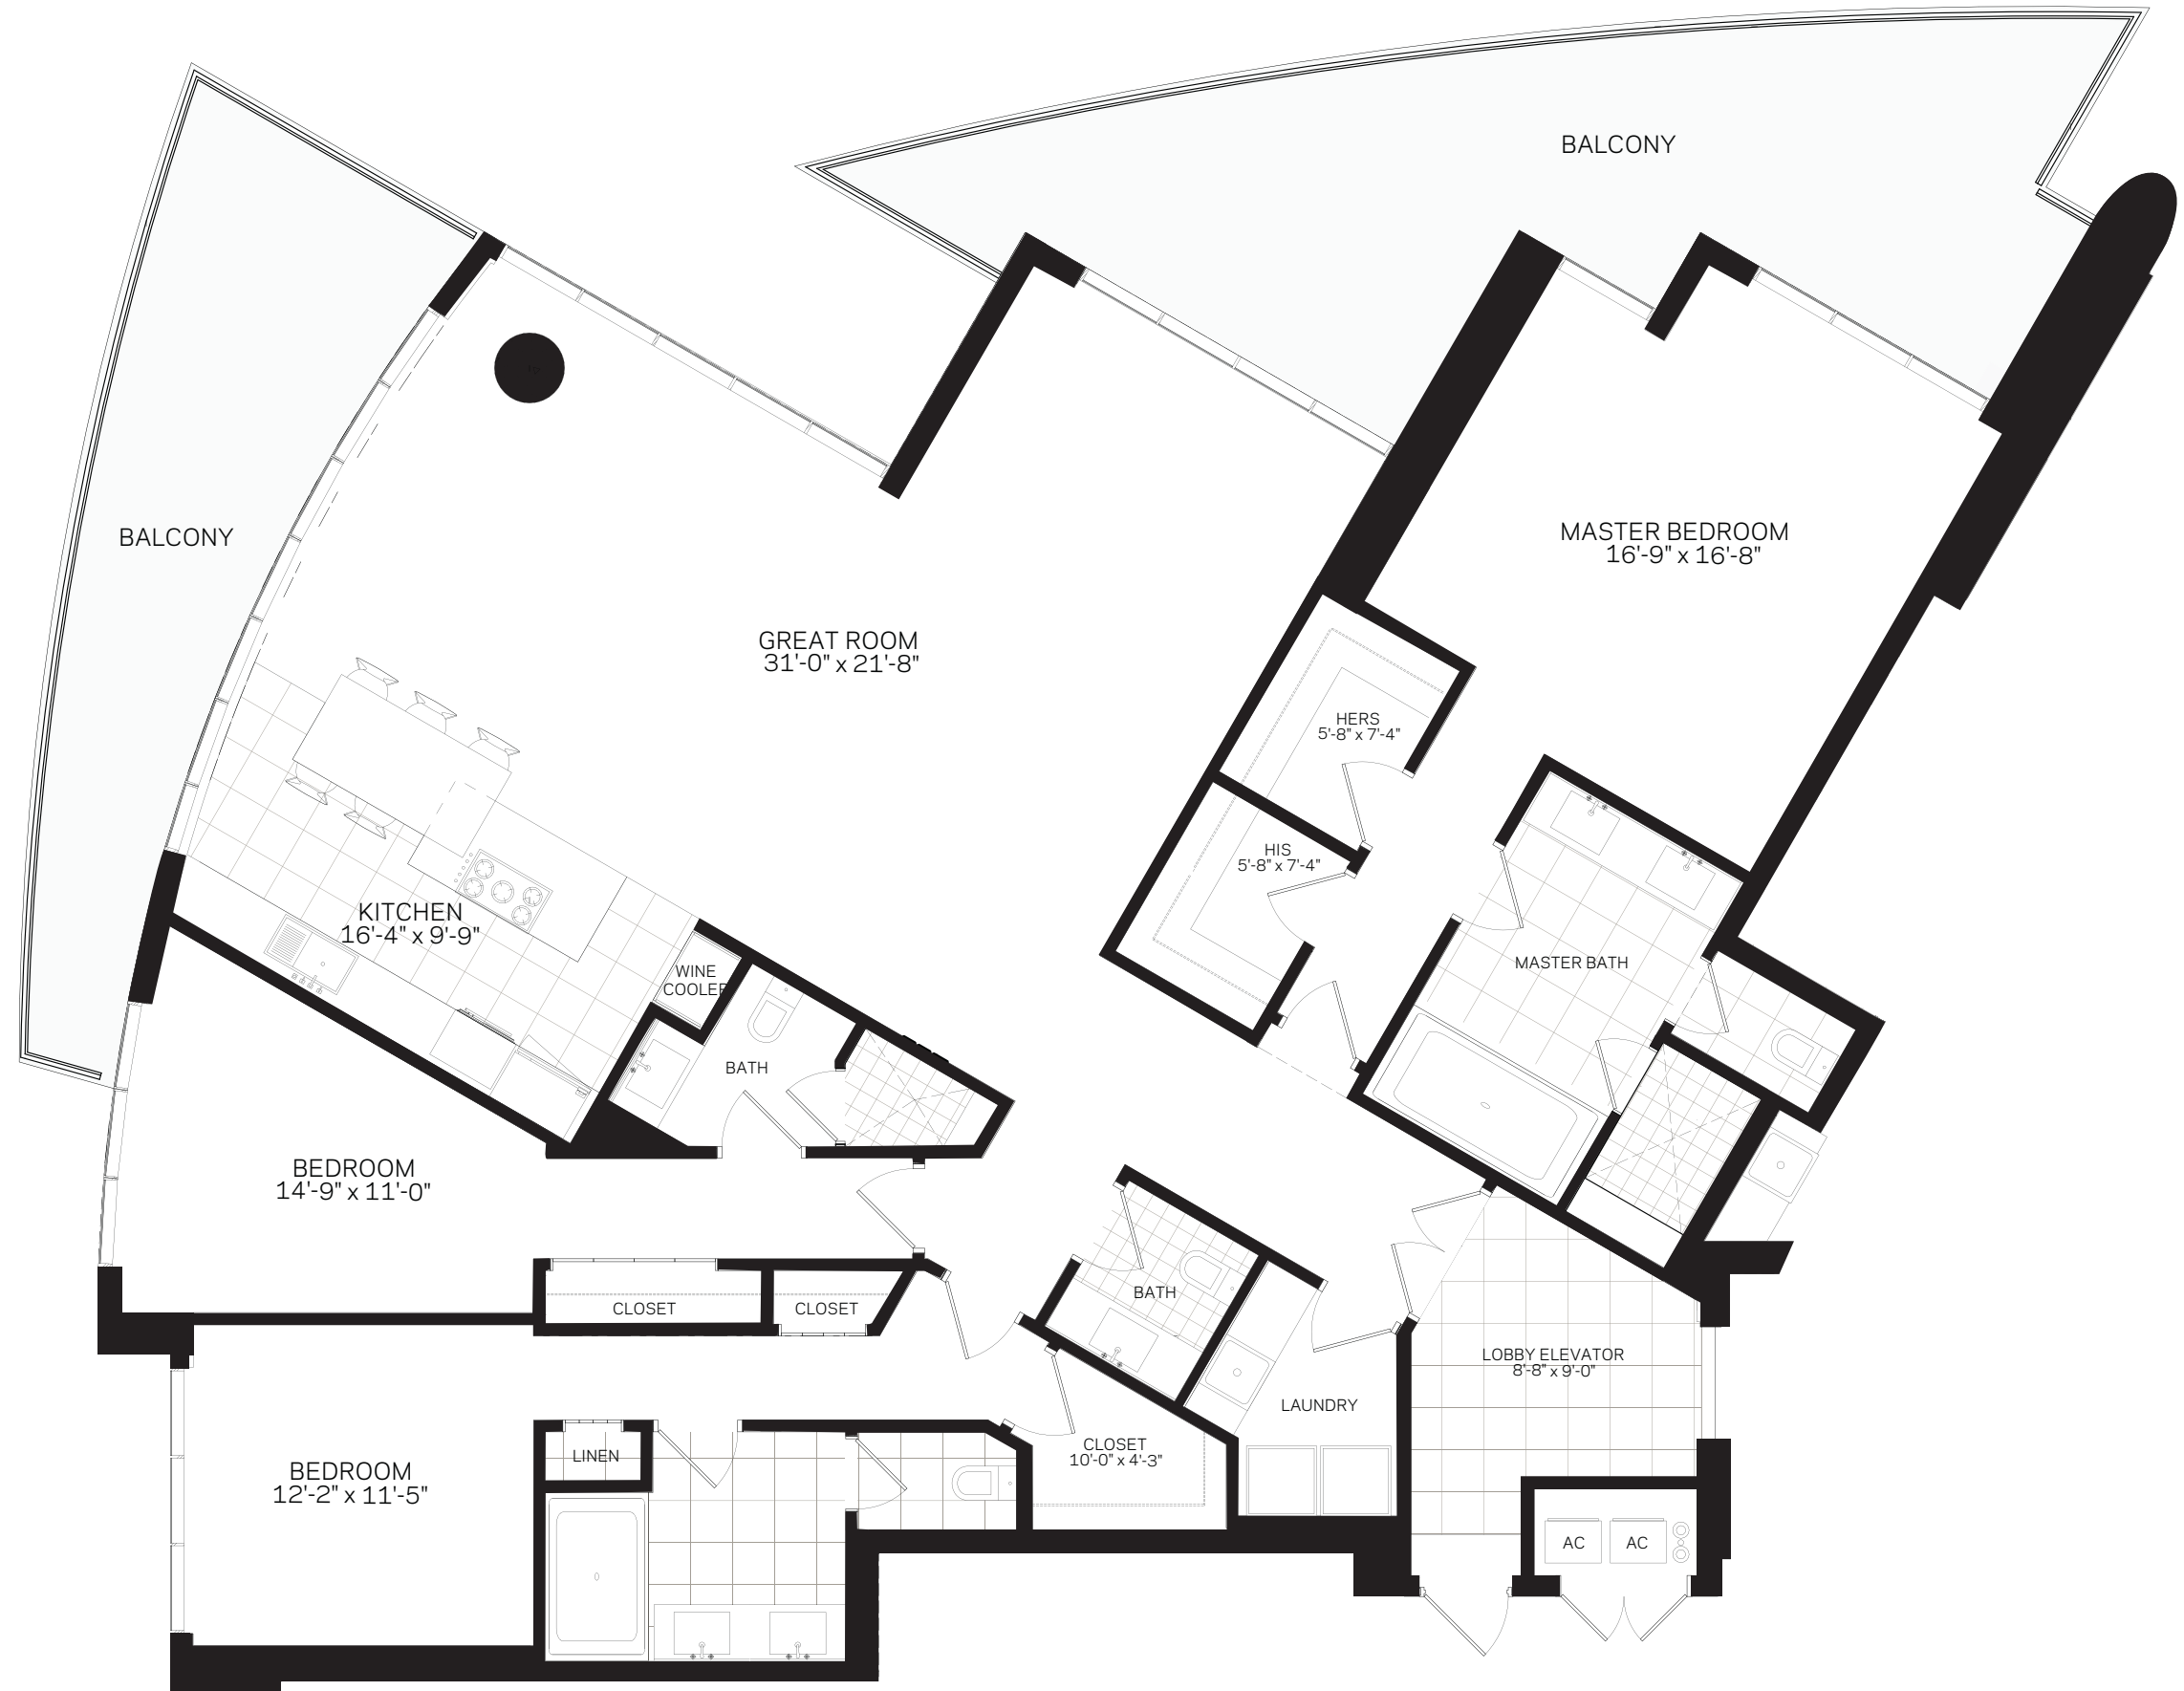 BALCONY
BALCONY
MASTER BEDROOM
16'-9" x 16'-8"
GREAT ROOM
31'-0" x 21'-8"
HERS
5'-8" x 7'-4"
HIS
5'-8" x 7'-4"
KITCHEN
16'-4" x 9'-9"
WINE
COOLER
MASTER BATH
BATH
BEDROOM
14'-9" x 11'-0"
CLOSET
CLOSET
BATH
LOBBY ELEVATOR
8'-8" x 9'-0"
LAUNDRY
CLOSET
10'-0" x 4'-3"
LINEN
BEDROOM
12'-2" x 11'-5"
AC
AC